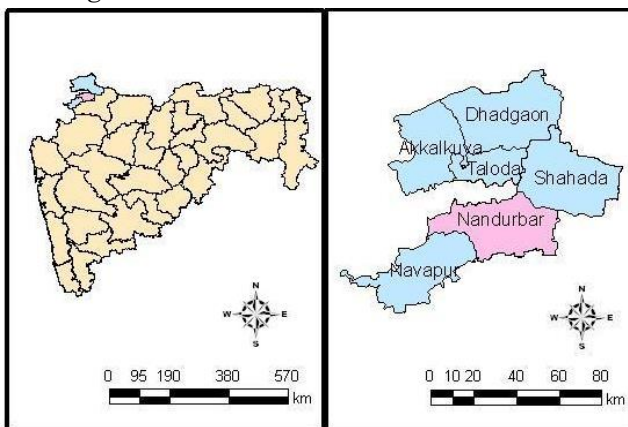 Dhadgaon
Akkalkuva
Taloda
Shahada
Nandurbar
Navapur
N
W E
S
N
W E
S
0 95 190 380 570
km
0 10 20 40 60 80
km